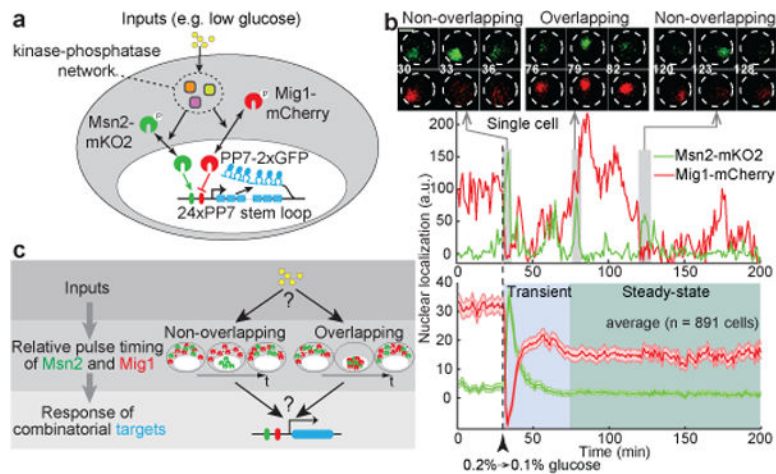 a
Inputs (e.g. low glucose)
kinase-phosphatase
network
P
P
Mig1-
mCherry
Msn2-
mKO2
PP7-2xGFP
24xPP7 stem loop
c
Inputs
?
Non-overlapping
Overlapping
Relative pulse timing
of Msn2 and Mig1
t
t
?
Response of
combinatorial
targets
b
Non-overlapping Overlapping Non-overlapping
30 33 36 76 79 82 120 123 128
Single cell
Msn2-mKO2
Mig1-mCherry
200
150
100
50
0
0 50 100 150 200
Nuclear localization (a.u.)
40
30
20
10
0
Transient Steady-state
average (n = 891 cells)
0 50 100 150 200
Time (min)
0.2%→0.1% glucose